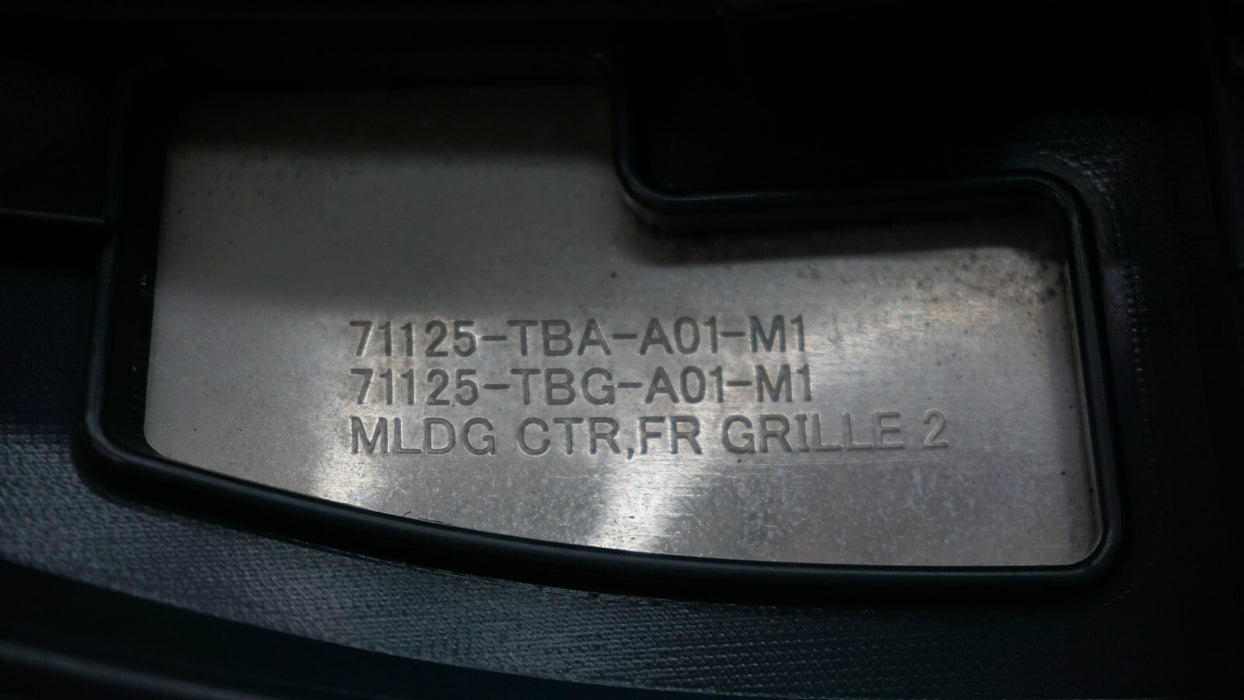 71125-TBA-A01-M1
71125-TBG-A01-M1
MLDG CTR,FR GRILLE 2